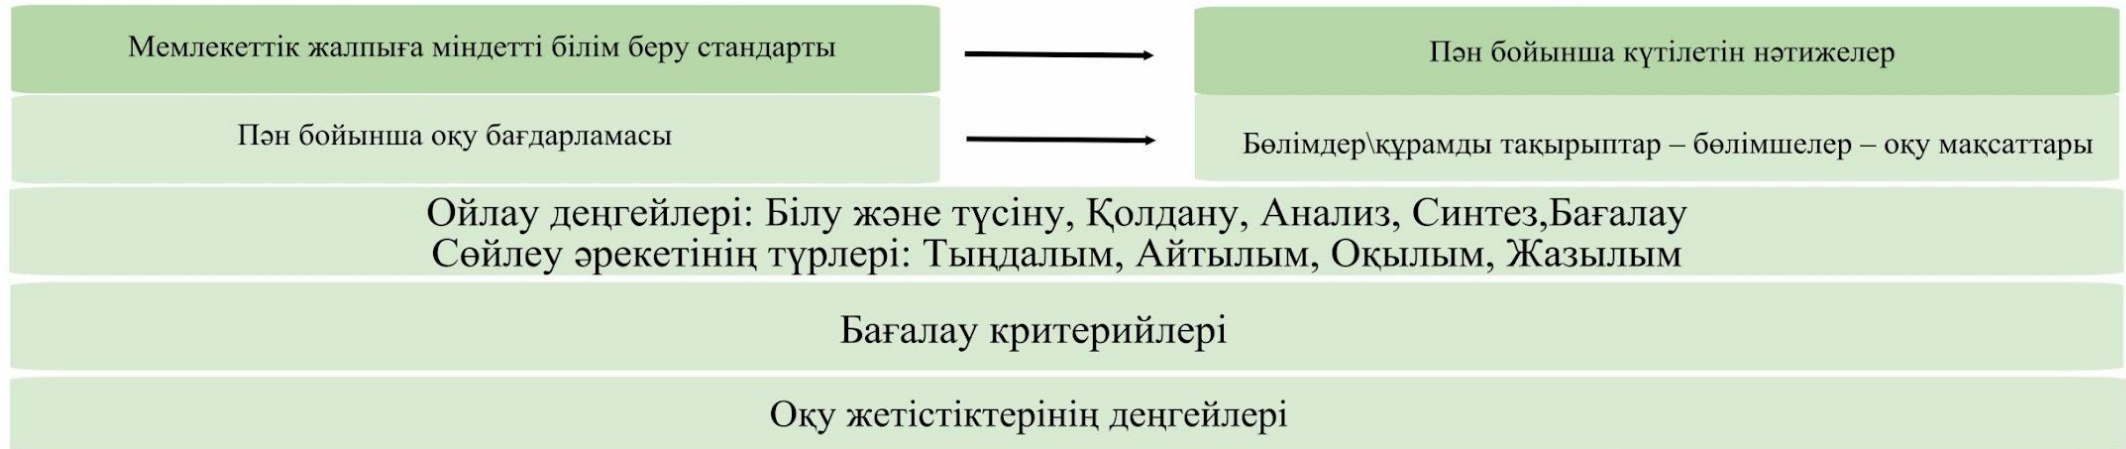 Мемлекеттік жалпыға міндетті білім беру стандарты
Пән бойынша күтілетін нәтижелер
Пән бойынша оқу бағдарламасы
Бөлімдер\құрамды тақырыптар – бөлімшелер – оқу мақсаттары
Ойлау деңгейлері: Білу және түсіну, Қолдану, Анализ, Синтез,Бағалау
Сөйлеу әрекетінің түрлері: Тыңдалым, Айтылым, Оқылым, Жазылым
Бағалау критерийлері
Оқу жетістіктерінің деңгейлері